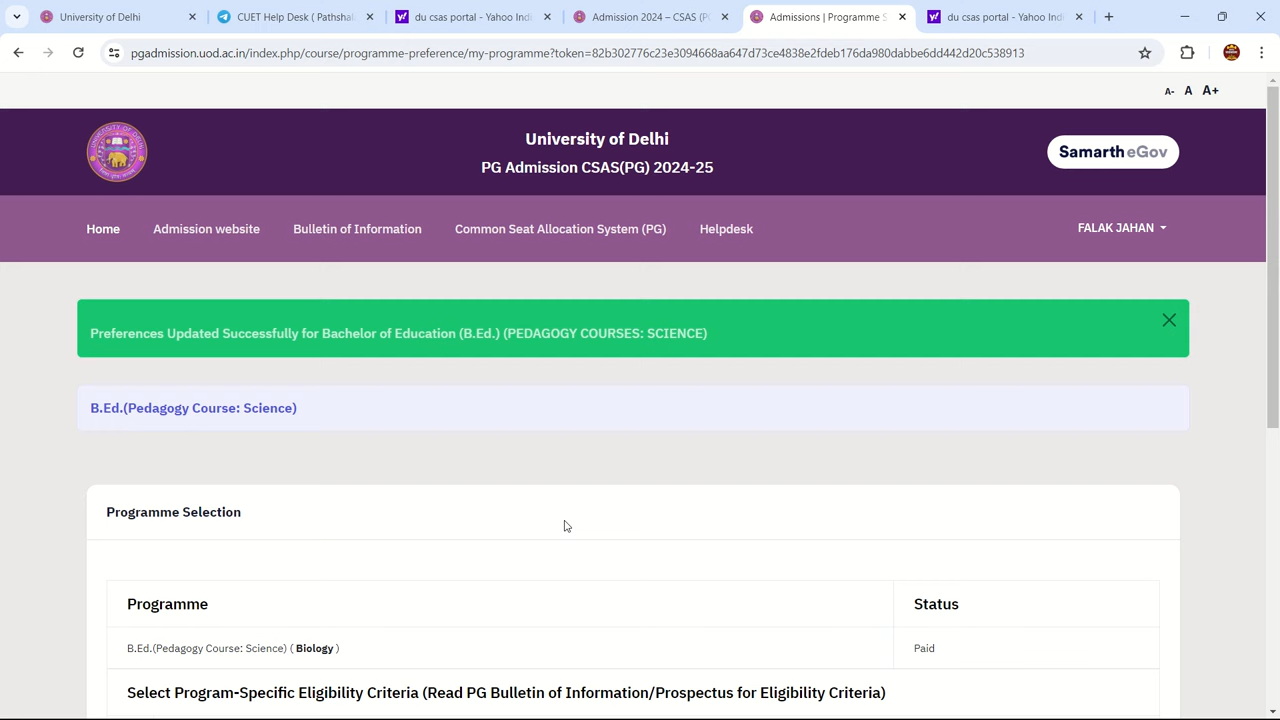 University of Delhi
CUET Help Desk ( Pathshal
du csas portal - Yahoo Indi
Admission 2024 – CSAS (PG
Admissions | Programme S
du csas portal - Yahoo Indi
pgadmission.uod.ac.in/index.php/course/programme-preference/my-programme?token=82b302776c23e3094668aa647d73ce4838e2fdeb176da980dabbe6dd442d20c538913
A- A A+
University of Delhi
PG Admission CSAS(PG) 2024-25
Samarth eGov
Home Admission website Bulletin of Information Common Seat Allocation System (PG) Helpdesk FALAK JAHAN
Preferences Updated Successfully for Bachelor of Education (B.Ed.) (PEDAGOGY COURSES: SCIENCE)
B.Ed.(Pedagogy Course: Science)
Programme Selection
Programme Status
B.Ed.(Pedagogy Course: Science) ( Biology ) Paid
Select Program-Specific Eligibility Criteria (Read PG Bulletin of Information/Prospectus for Eligibility Criteria)